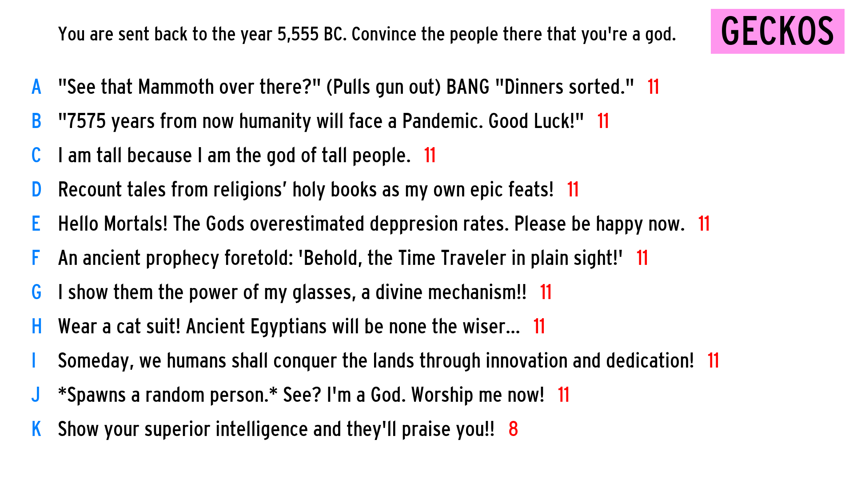 You are sent back to the year 5,555 BC. Convince the people there that you're a god.
GECKOS
A "See that Mammoth over there?" (Pulls gun out) BANG "Dinners sorted." 11
B "7575 years from now humanity will face a Pandemic. Good Luck!" 11
C I am tall because I am the god of tall people. 11
D Recount tales from religions’ holy books as my own epic feats! 11
E Hello Mortals! The Gods overestimated deppresion rates. Please be happy now. 11
F An ancient prophecy foretold: 'Behold, the Time Traveler in plain sight!' 11
G I show them the power of my glasses, a divine mechanism!! 11
H Wear a cat suit! Ancient Egyptians will be none the wiser... 11
I Someday, we humans shall conquer the lands through innovation and dedication! 11
J *Spawns a random person.* See? I'm a God. Worship me now! 11
K Show your superior intelligence and they'll praise you!! 8